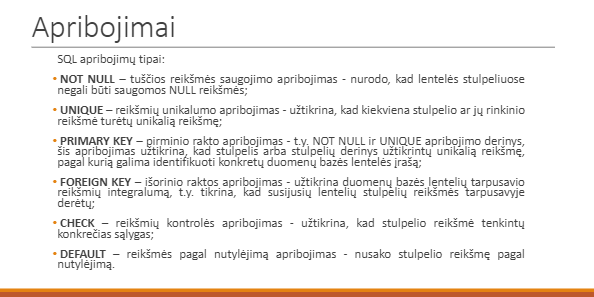 Apribojimai
SQL apribojimų tipai:
• NOT NULL – tuščios reikšmės saugojimo apribojimas - nurodo, kad lentelės stulpeliuose
negali būti saugomos NULL reikšmės;
• UNIQUE – reikšmių unikalumo apribojimas - užtikrina, kad kiekviena stulpelio ar jų rinkinio
reikšmė turėtų unikalią reikšmę;
• PRIMARY KEY – pirminio rakto apribojimas - t.y. NOT NULL ir UNIQUE apribojimo derinys,
šis apribojimas užtikrina, kad stulpelis arba stulpelių derinys užtikrintų unikalią reikšmę,
pagal kurią galima identifikuoti konkretų duomenų bazės lentelės įrašą;
• FOREIGN KEY – išorinio raktos apribojimas - užtikrina duomenų bazės lentelių tarpusavio
reikšmių integralumą, t.y. tikrina, kad susijusių lentelių stulpelių reikšmės tarpusavyje
derėtų;
• CHECK – reikšmių kontrolės apribojimas - užtikrina, kad stulpelio reikšmė tenkintų
konkrečias sąlygas;
• DEFAULT – reikšmės pagal nutylėjimą apribojimas - nusako stulpelio reikšmę pagal
nutylėjimą.